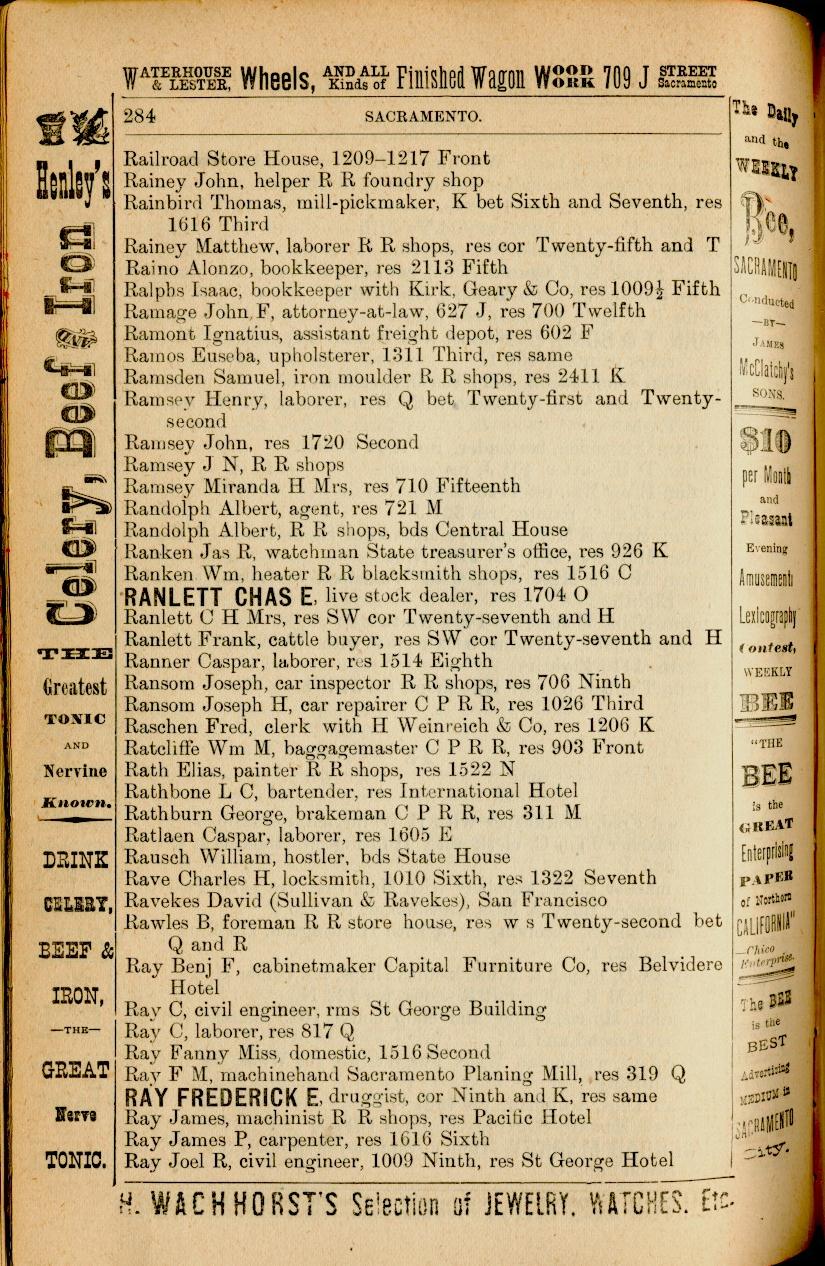 WATERHOUSE & LESTER, Wheels, AND ALL Kinds of Finished Wagon WOOD WORK 709 J STREET Sacramento
284 SACRAMENTO.
Railroad Store House, 1209–1217 Front
Rainey John, helper R R foundry shop
Rainbird Thomas, mill-pickmaker, K bet Sixth and Seventh, res
1616 Third
Rainey Matthew, laborer R R shops, res cor Twenty-fifth and T
Raino Alonzo, bookkeeper, res 2113 Fifth
Ralphs Isaac, bookkeeper with Kirk, Geary & Co, res 1009½ Fifth
Ramage John F, attorney-at-law, 627 J, res 700 Twelfth
Ramont Ignatius, assistant freight depot, res 602 F
Ramos Euseba, upholsterer, 1311 Third, res same
Ramsden Samuel, iron moulder R R shops, res 2411 K
Ramsey Henry, laborer, res Q bet Twenty-first and Twenty-
second
Ramsey John, res 1720 Second
Ramsey J N, R R shops
Ramsey Miranda H Mrs, res 710 Fifteenth
Randolph Albert, agent, res 721 M
Randolph Albert, R R shops, bds Central House
Ranken Jas R, watchman State treasurer's office, res 926 K
Ranken Wm, heater R R blacksmith shops, res 1516 C
RANLETT CHAS E, live stock dealer, res 1704 O
Ranlett C H Mrs, res SW cor Twenty-seventh and H
Ranlett Frank, cattle buyer, res SW cor Twenty-seventh and H
Ranner Caspar, laborer, res 1514 Eighth
Ransom Joseph, car inspector R R shops, res 706 Ninth
Ransom Joseph H, car repairer C P R R, res 1026 Third
Raschen Fred, clerk with H Weinreich & Co, res 1206 K
Ratcliffe Wm M, baggagemaster C P R R, res 903 Front
Rath Elias, painter R R shops, res 1522 N
Rathbone L C, bartender, res International Hotel
Rathburn George, brakeman C P R R, res 311 M
Ratlaen Caspar, laborer, res 1605 E
Rausch William, hostler, bds State House
Rave Charles H, locksmith, 1010 Sixth, res 1322 Seventh
Ravekes David (Sullivan & Ravekes), San Francisco
Rawles B, foreman R R store house, res w s Twenty-second bet
Q and R
Ray Benj F, cabinetmaker Capital Furniture Co, res Belvidere
Hotel
Ray C, civil engineer, rms St George Building
Ray C, laborer, res 817 Q
Ray Fanny Miss, domestic, 1516 Second
Ray F M, machinehand Sacramento Planing Mill, res 319 Q
RAY FREDERICK E, druggist, cor Ninth and K, res same
Ray James, machinist R R shops, res Pacific Hotel
Ray James P, carpenter, res 1616 Sixth
Ray Joel R, civil engineer, 1009 Ninth, res St George Hotel
H. WACHHORST'S Selection of JEWELRY, WATCHES, Etc.
Henley's
Celery, Beef and Iron
THE
Greatest
TONIC
AND
Nervine
Known.
DRINK
CELERY,
BEEF &
IRON,
—THE—
GREAT
Nerve
TONIC.
The Daily
and the
WEEKLY
Bee,
SACRAMENTO
Conducted
—BY—
JAMES
McClatchy's
SONS.
$10
per Month
and
Pleasant
Evening
Amusement
Lexicography
Contest,
WEEKLY
BEE
"THE
BEE
is the
GREAT
Enterprising
PAPER
of Northern
CALIFORNIA"
—Chico
Enterprise.
The BEE
is the
BEST
Advertising
MEDIUM in
SACRAMENTO
City.